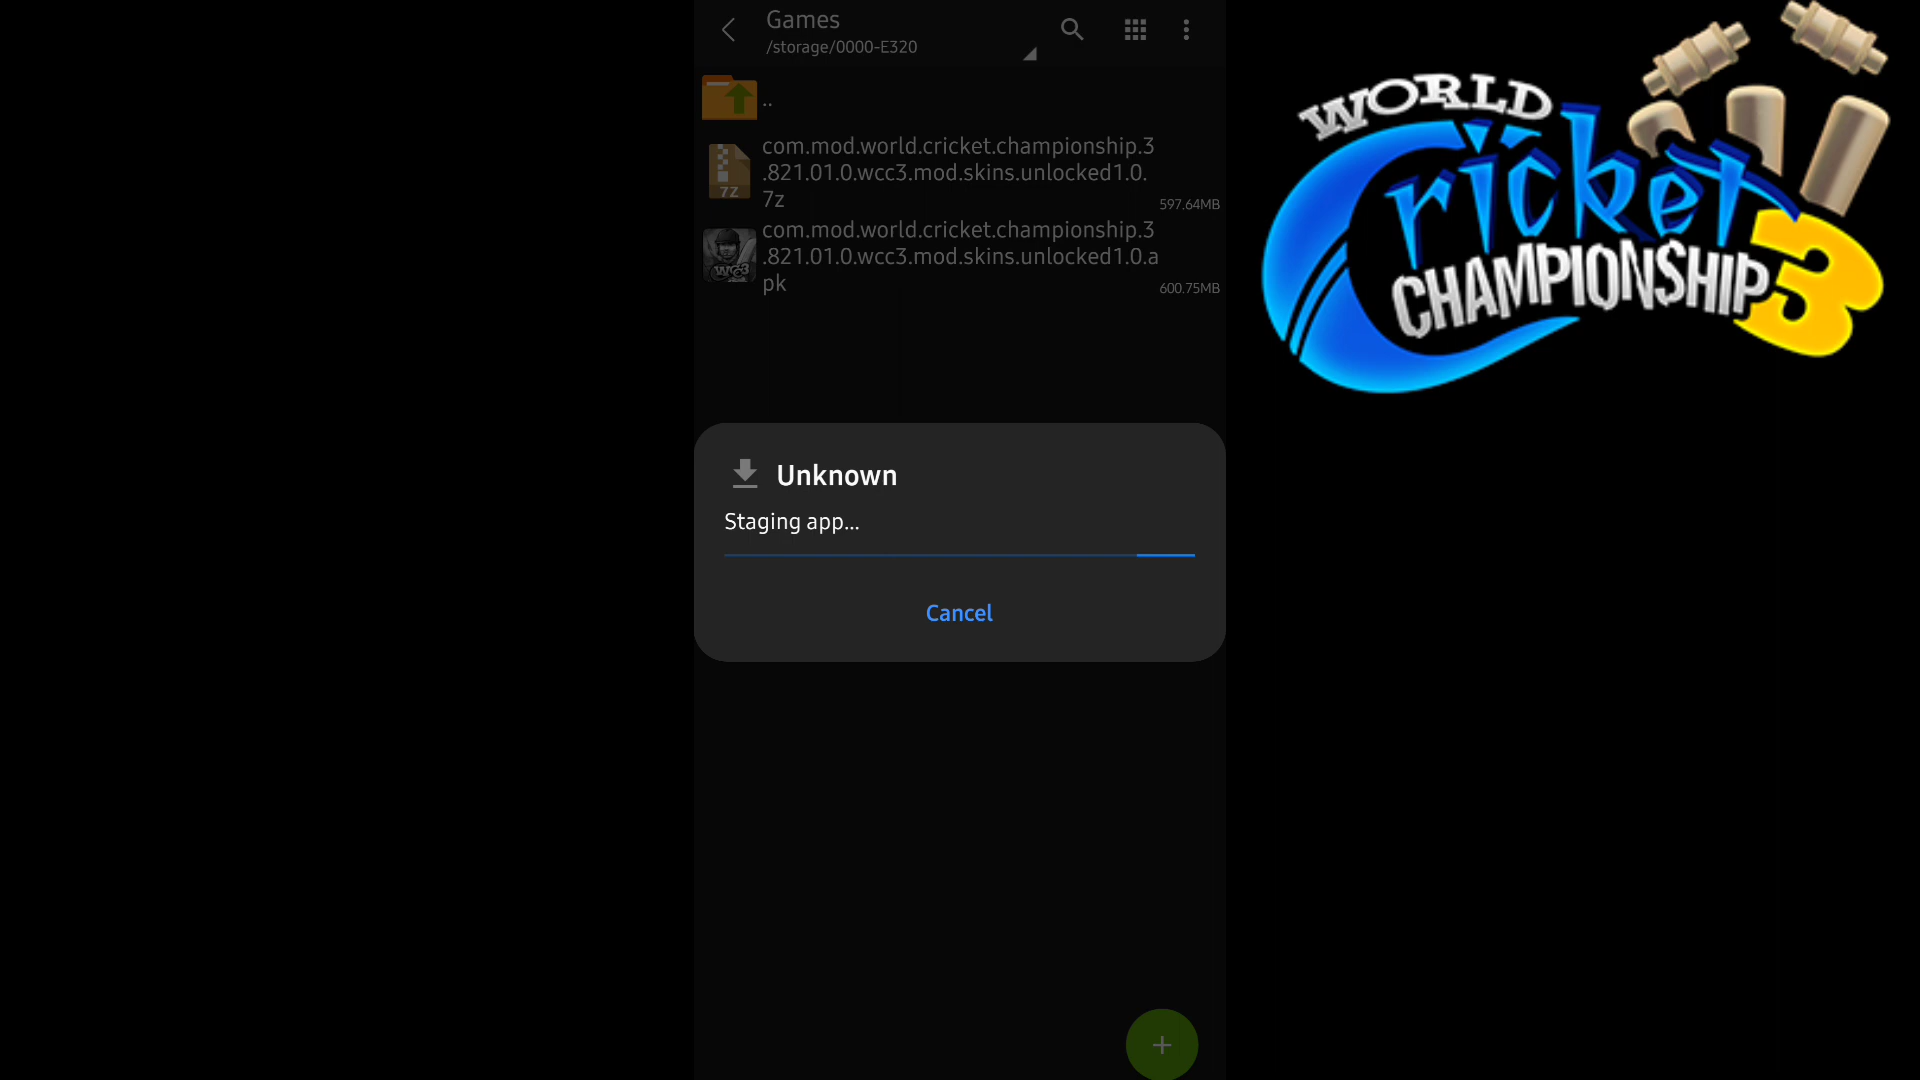 Games
/storage/0000-E320
..
com.mod.world.cricket.championship.3
.821.01.0.wcc3.mod.skins.unlocked1.0.
7z
7Z
597.64MB
com.mod.world.cricket.championship.3
.821.01.0.wcc3.mod.skins.unlocked1.0.a
pk
WCC3
600.75MB
Unknown
Staging app...
Cancel
WORLD
Cricket
CHAMPIONSHIP 3